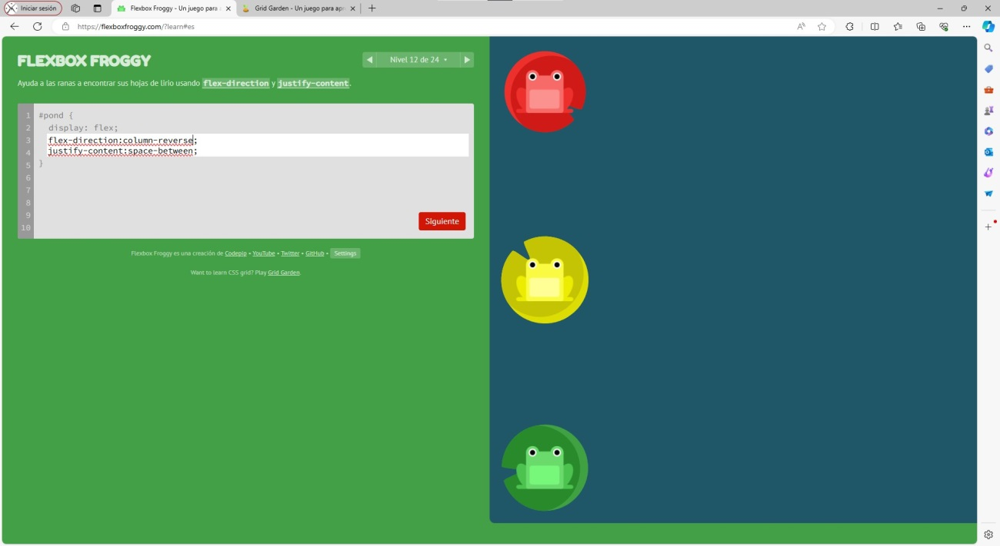 Iniciar sesión
Flexbox Froggy - Un juego para a
Grid Garden - Un juego para apr
https://flexboxfroggy.com/?learn#es
FLEXBOX FROGGY
Nivel 12 de 24
Ayuda a las ranas a encontrar sus hojas de lirio usando flex-direction y justify-content.
1 #pond {
2 display: flex;
3 flex-direction:column-reverse;
4 justify-content:space-between;
5 }
6
7
8
9
10
Siguiente
Flexbox Froggy es una creación de Codepip • YouTube • Twitter • GitHub • Settings
Want to learn CSS grid? Play Grid Garden.